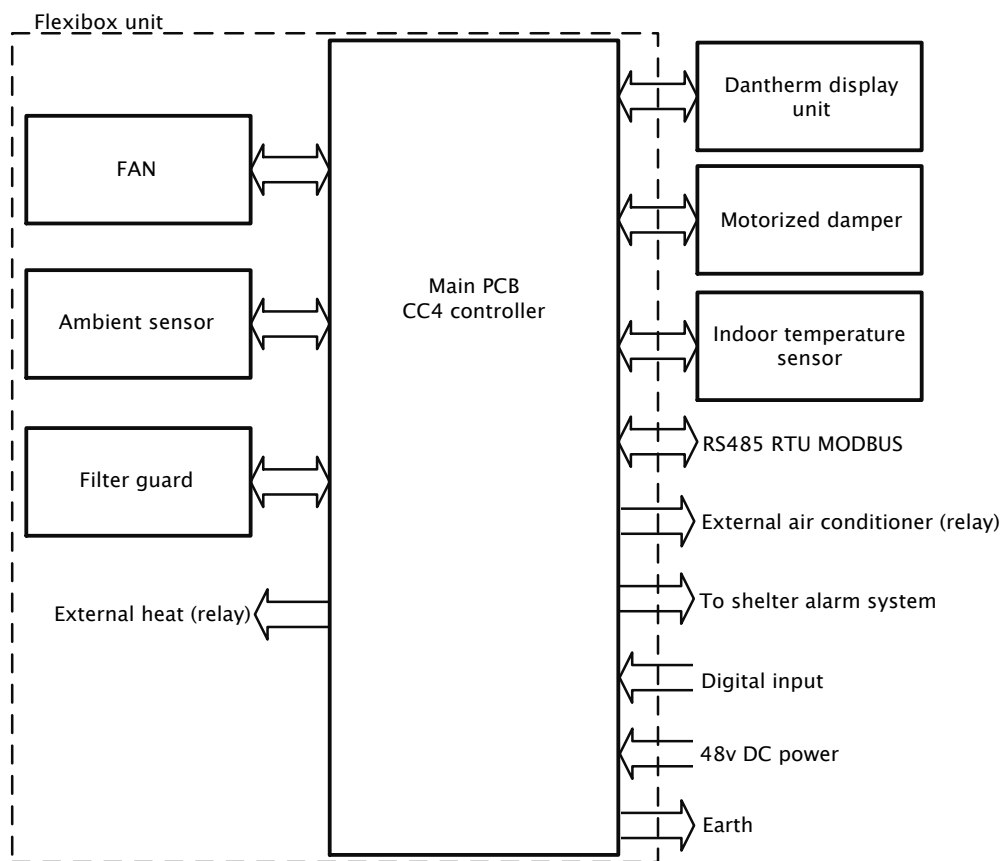 Flexibox unit
FAN
Ambient sensor
Filter guard
External heat (relay)
Main PCB
CC4 controller
Dantherm display
unit
Motorized damper
Indoor temperature
sensor
RS485 RTU MODBUS
External air conditioner (relay)
To shelter alarm system
Digital input
48v DC power
Earth